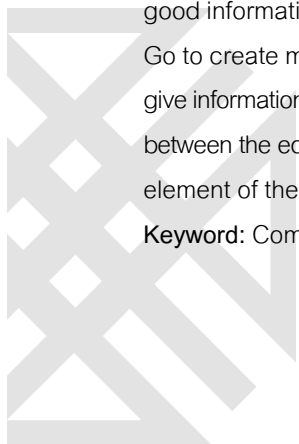 good informati
Go to create m
give information
between the ec
element of the
Keyword: Com